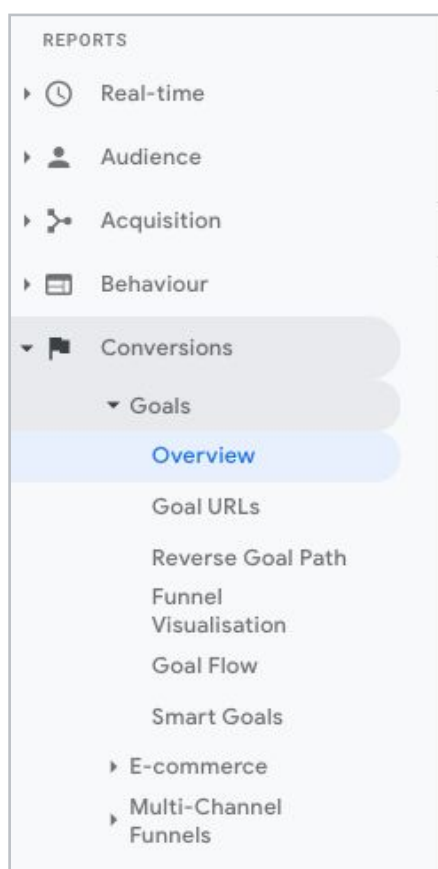 REPORTS
Real-time
Audience
Acquisition
Behaviour
Conversions
Goals
Overview
Goal URLs
Reverse Goal Path
Funnel
Visualisation
Goal Flow
Smart Goals
E-commerce
Multi-Channel
Funnels